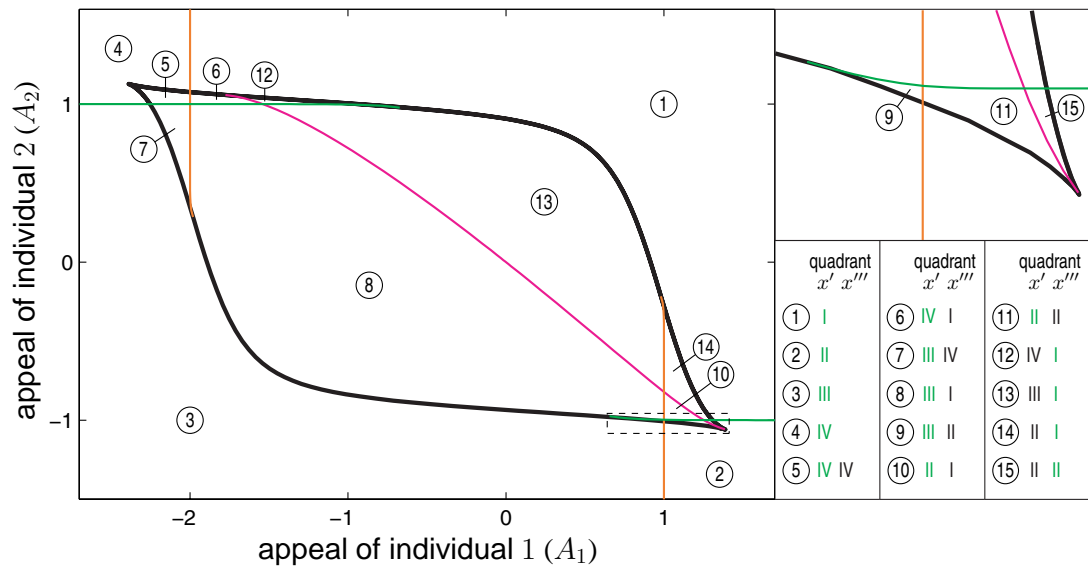 4
5
6
12
1
7
13
8
14
10
3
2
1
0
−1
−2
−1
0
1
appeal of individual 2 (A₂)
appeal of individual 1 (A₁)
9
11
15
quadrant
x′ x‴
1 I
2 II
3 III
4 IV
5 IV IV
quadrant
x′ x‴
6 IV I
7 III IV
8 III I
9 III II
10 II I
quadrant
x′ x‴
11 II II
12 IV I
13 III I
14 II I
15 II II